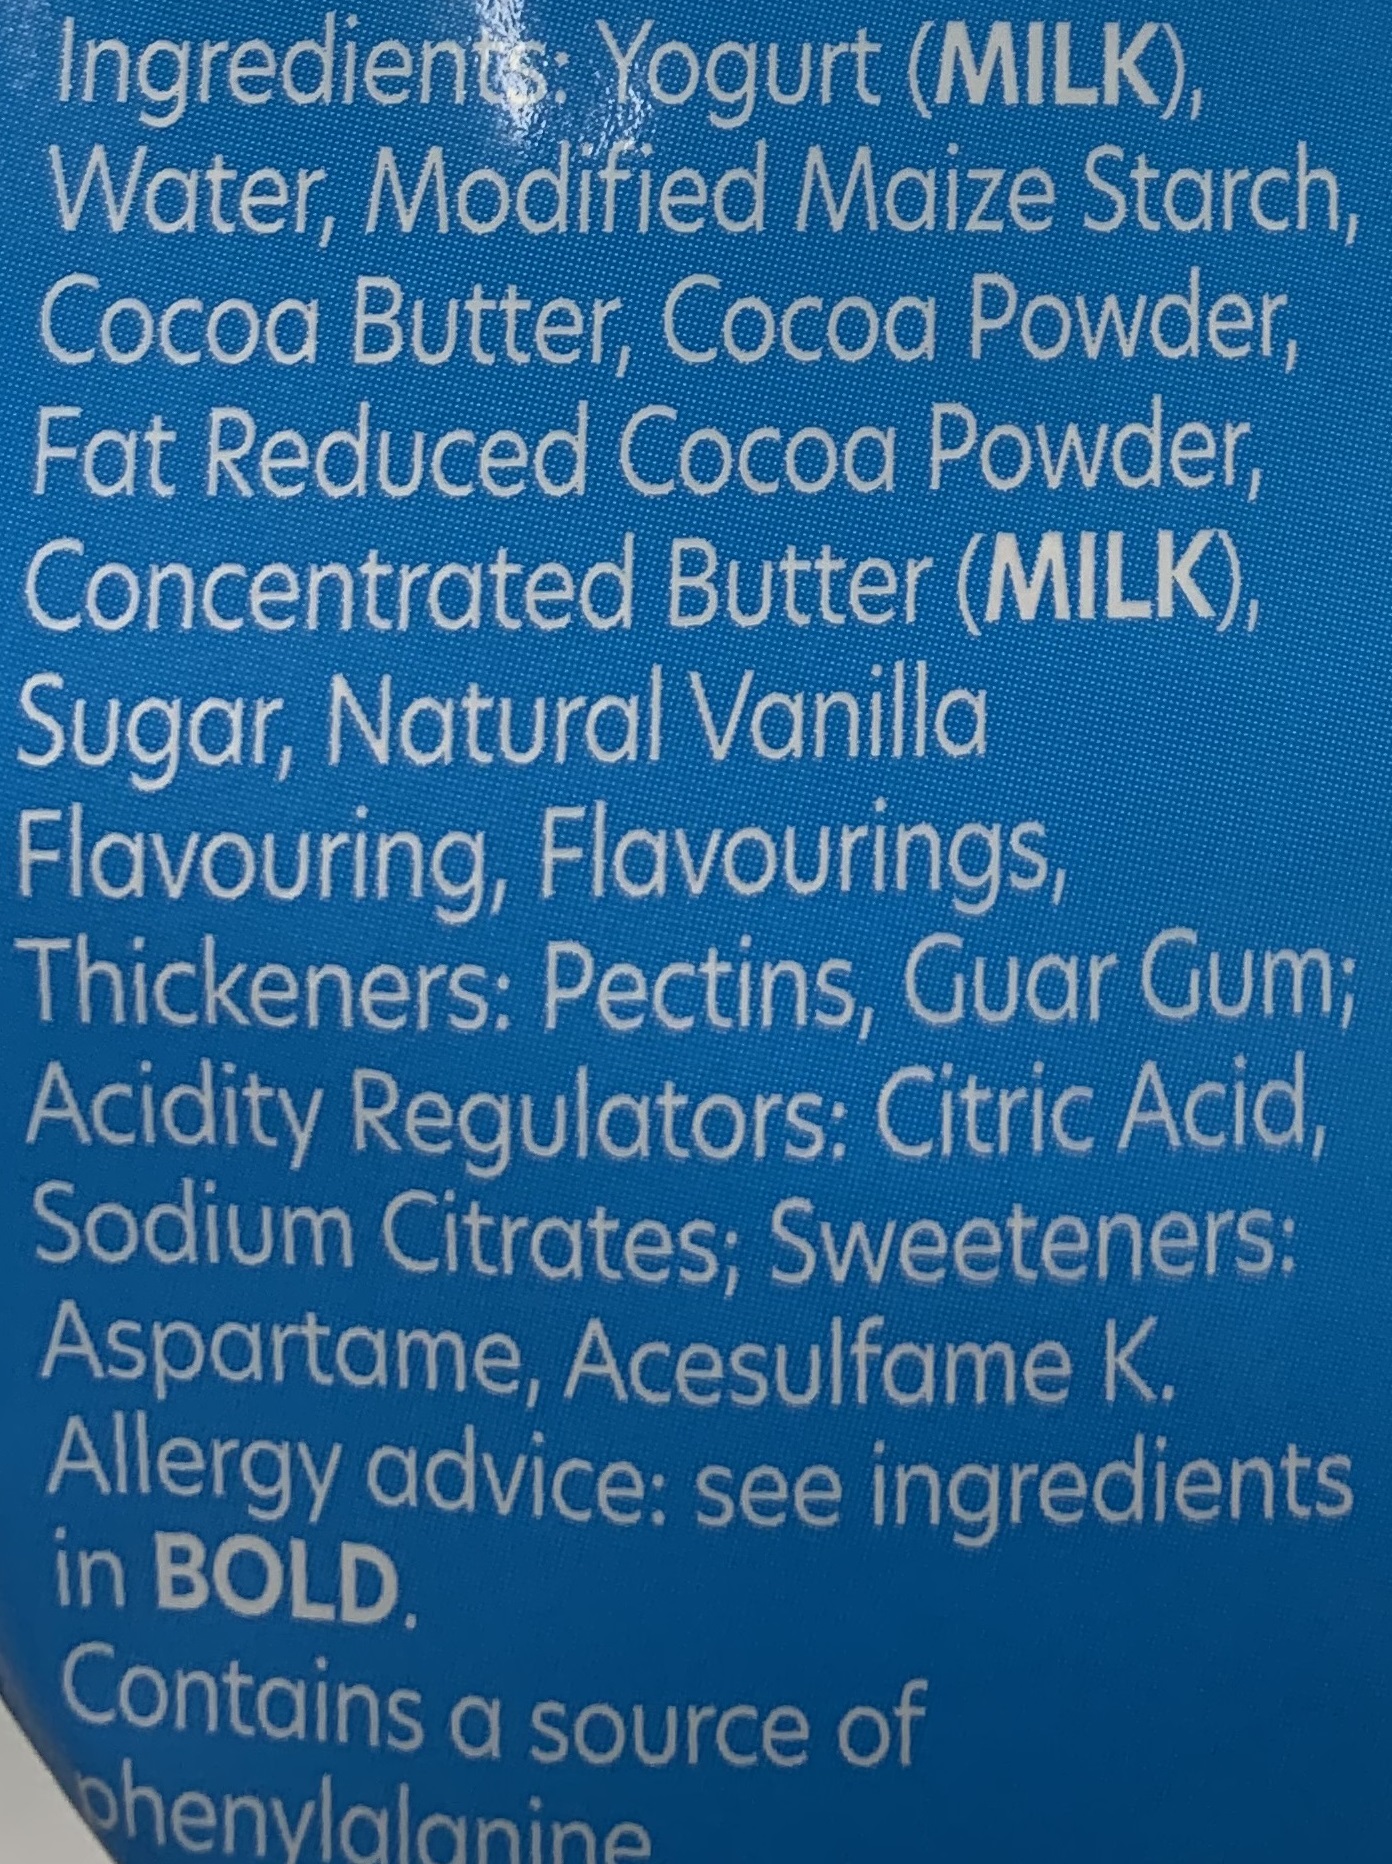 Ingredients: Yogurt (MILK),
Water, Modified Maize Starch,
Cocoa Butter, Cocoa Powder,
Fat Reduced Cocoa Powder,
Concentrated Butter (MILK),
Sugar, Natural Vanilla
Flavouring, Flavourings,
Thickeners: Pectins, Guar Gum;
Acidity Regulators: Citric Acid,
Sodium Citrates; Sweeteners:
Aspartame, Acesulfame K.
Allergy advice: see ingredients
in BOLD.
Contains a source of
phenylalanine